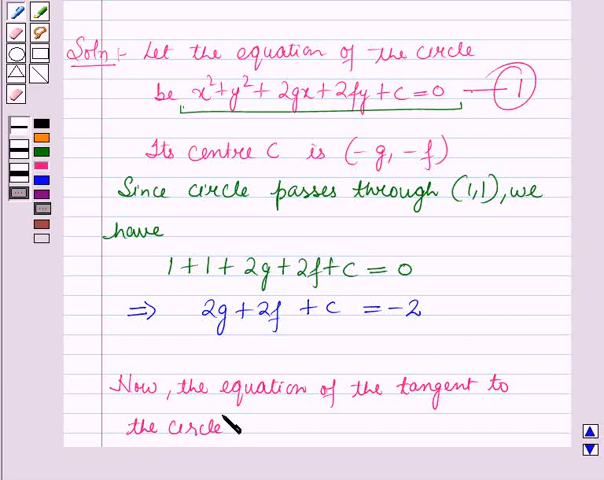 Soln :- Let the equation of the circle
be x²+y²+2gx+2fy+c=0 —①
Its centre C is (-g, -f)
Since circle passes through (1,1), we
have
1+1+2g+2f+c=0
⇒ 2g+2f+c=-2
Now, the equation of the tangent to
the circle